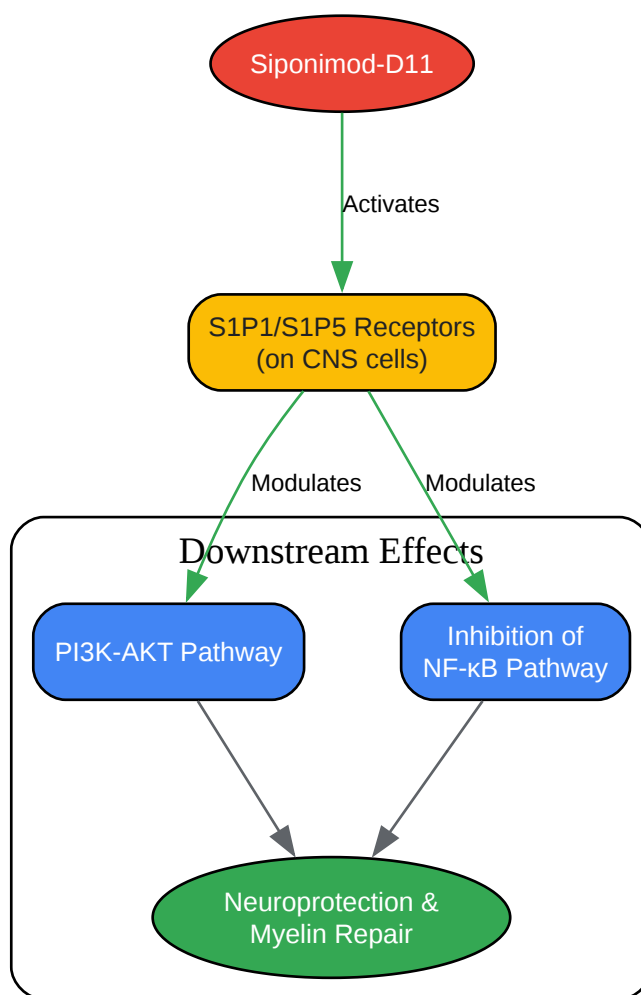 Siponimod-D11
Activates
S1P1/S1P5 Receptors
(on CNS cells)
Modulates
Modulates
Downstream Effects
PI3K-AKT Pathway
Inhibition of
NF-κB Pathway
Neuroprotection &
Myelin Repair